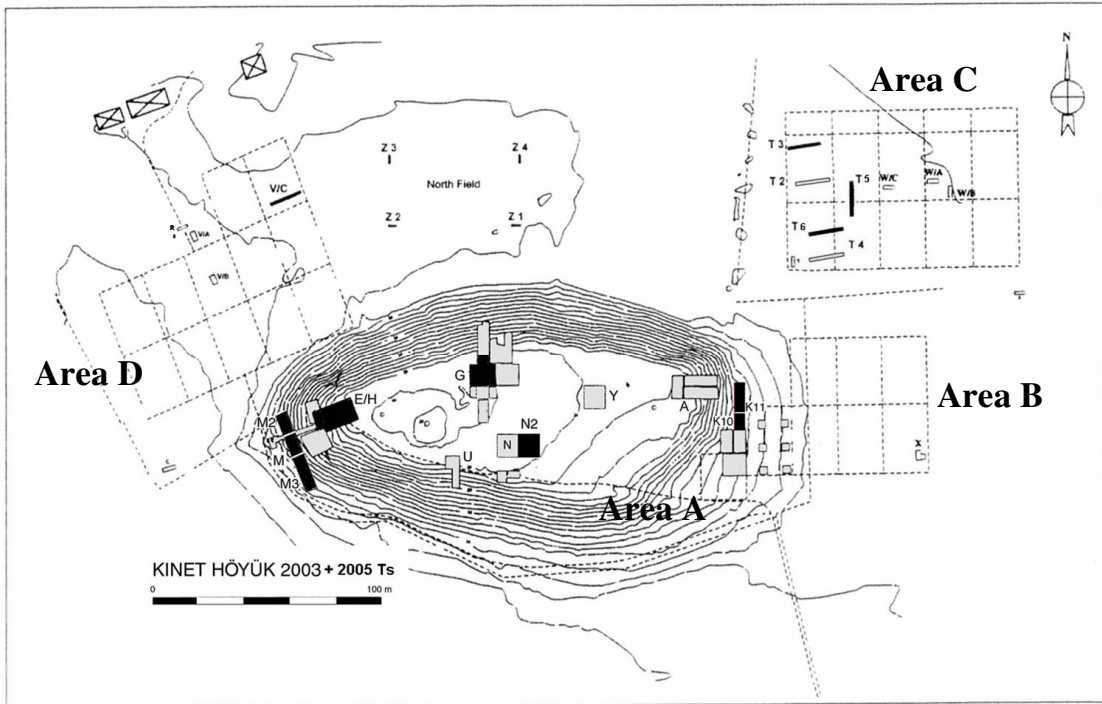 N
Area C
T 3
T 2
T 5
W/C
W/A
W/B
T 6
T 4
Z 3
Z 4
North Field
Z 2
Z 1
V/C
R
V/A
V/B
Area D
Area B
G
Y
A
K11
K10
E/H
M2
M
M3
N
N2
U
X
C
Area A
KINET HÖYÜK 2003 + 2005 Ts
0
100 m